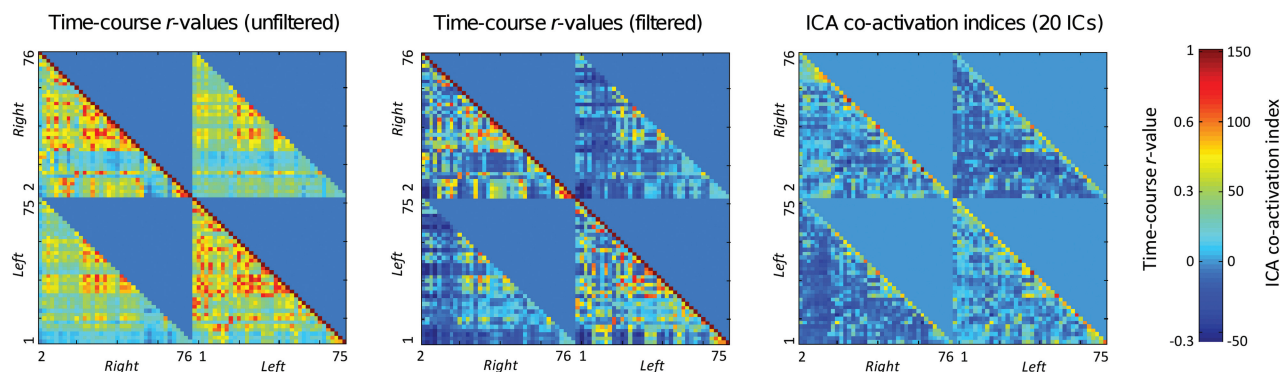 Time-course r-values (unfiltered)
Time-course r-values (filtered)
ICA co-activation indices (20 ICs)
76
Right
2
75
Left
1
2
Right
76
1
Left
75
76
Right
2
75
Left
1
2
Right
76
1
Left
75
76
Right
2
75
Left
1
2
Right
76
1
Left
75
Time-course r-value
1
0.6
0.3
0
-0.3
150
100
50
0
-50
ICA co-activation index